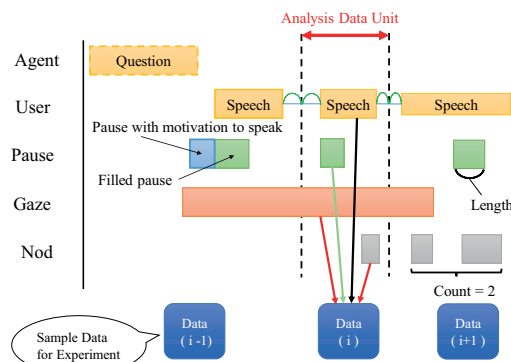 Analysis Data Unit
Agent
Question
User
Speech
Speech
Speech
Pause with motivation to speak
Pause
Filled pause
Length
Gaze
Nod
Count = 2
Sample Data
for Experiment
Data
( i -1)
Data
( i )
Data
( i+1)